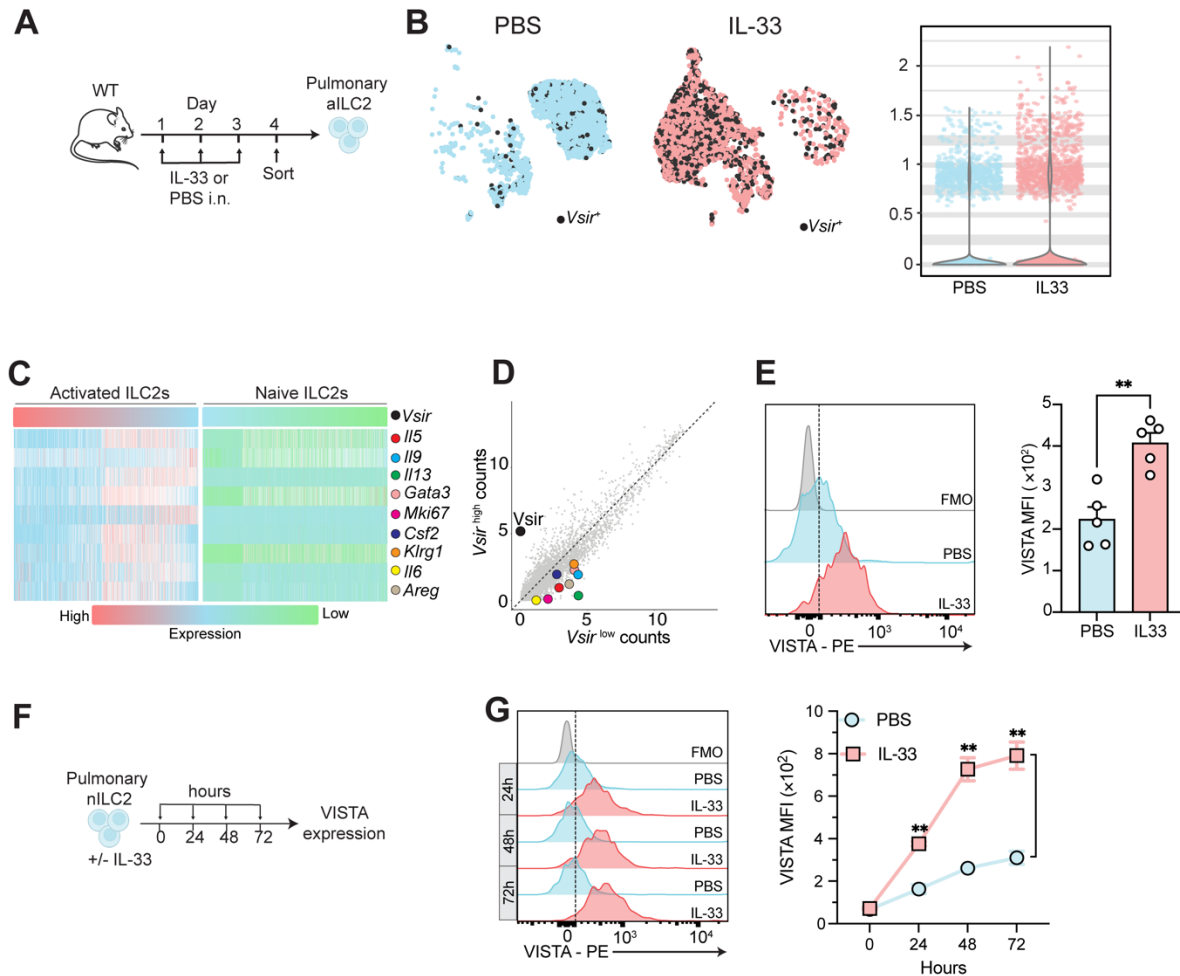 A
WT
Day
1 2 3 4
IL-33 or
PBS i.n.
Sort
Pulmonary
aILC2
B
PBS
IL-33
Vsir⁺
Vsir⁺
2
1.5
1
0.5
0
PBS IL33
C
Activated ILC2s
Naive ILC2s
Vsir
Il5
Il9
Il13
Gata3
Mki67
Csf2
Klrg1
Il6
Areg
High
Low
Expression
D
Vsir high counts
10
5
0
Vsir
0 5 10
Vsir low counts
E
FMO
PBS
IL-33
0 10³ 10⁴
VISTA - PE
VISTA MFI (×10²)
**
5
4
3
2
1
0
PBS IL33
F
Pulmonary
nILC2
+/- IL-33
hours
0 24 48 72
VISTA
expression
G
FMO
24h
PBS
IL-33
48h
PBS
IL-33
72h
PBS
IL-33
0 10³ 10⁴
VISTA - PE
VISTA MFI (×10²)
10
8
6
4
2
0
PBS
IL-33
**
**
**
0 24 48 72
Hours